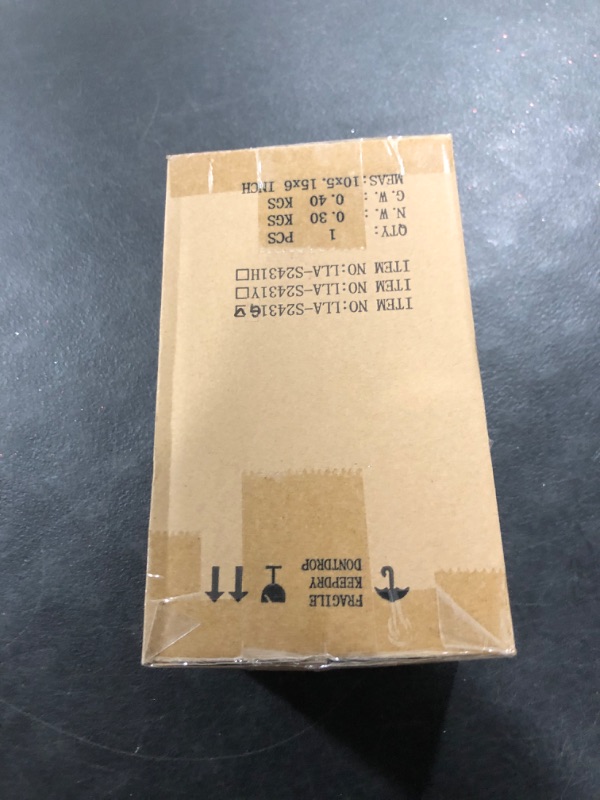 FRAGILE
KEEPDRY
DONTDROP
ITEM NO:LLA-S2431G☑
ITEM NO:LLA-S2431Y□
ITEM NO:LLA-S2431H□
QTY: 1 PCS
N.W.: 0.30 KGS
G.W.: 0.40 KGS
MEAS:10x5.15x6 INCH